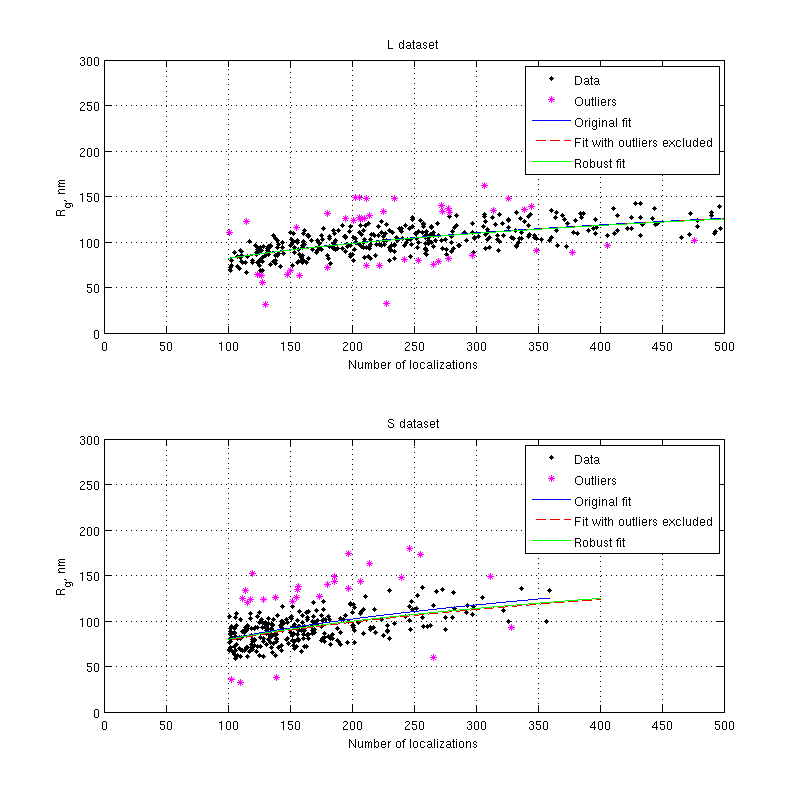 L dataset
300
250
200
150
100
50
0
R_g, nm
Data
Outliers
Original fit
Fit with outliers excluded
Robust fit
0 50 100 150 200 250 300 350 400 450 500
Number of localizations
S dataset
300
250
200
150
100
50
0
R_g, nm
Data
Outliers
Original fit
Fit with outliers excluded
Robust fit
0 50 100 150 200 250 300 350 400 450 500
Number of localizations